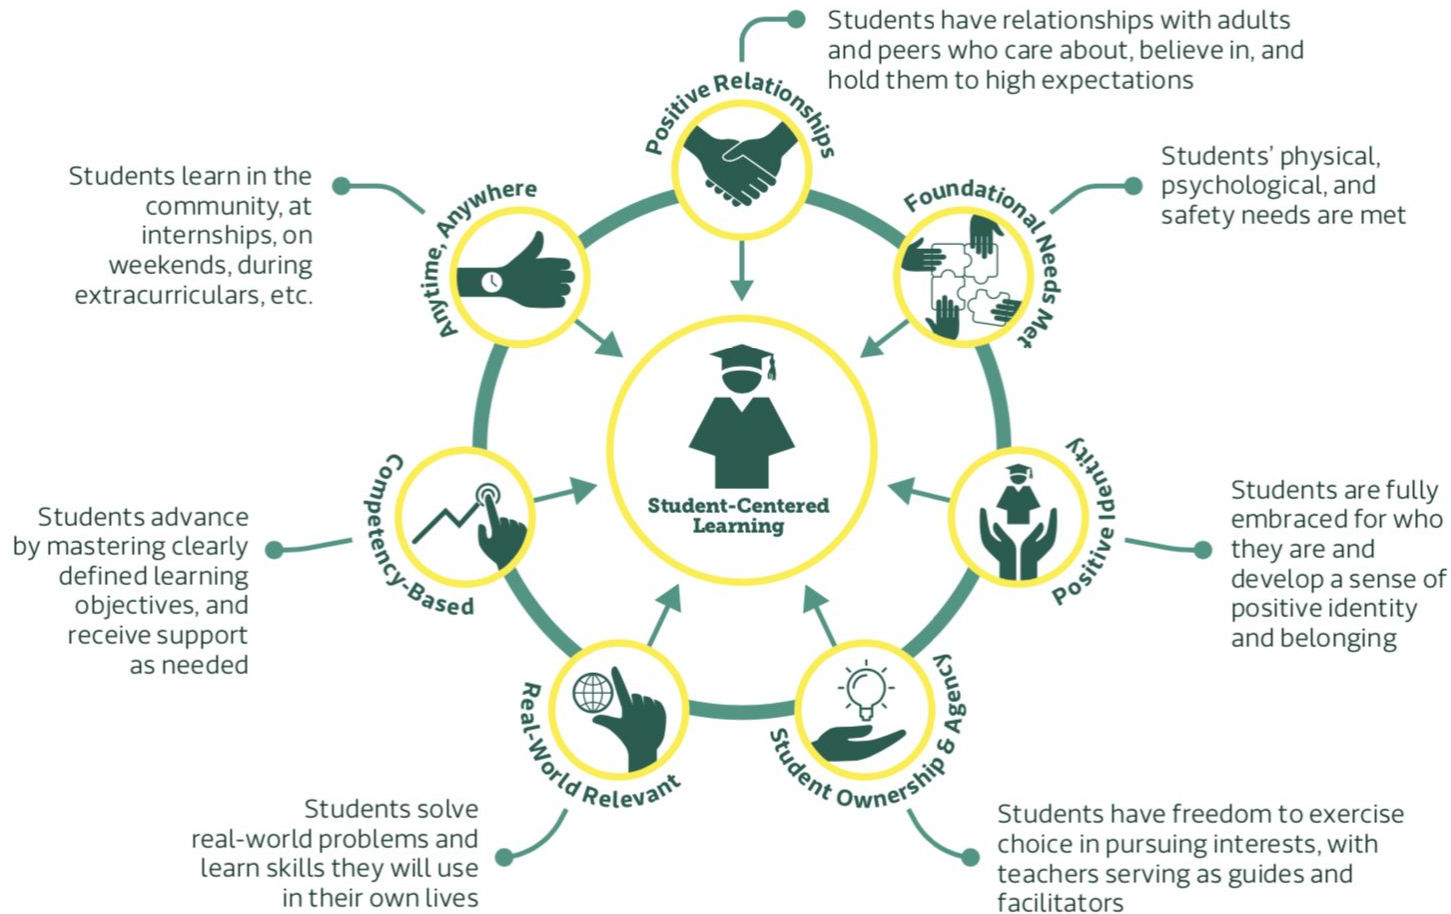 Students have relationships with adults
and peers who care about, believe in, and
hold them to high expectations
Positive Relationships
Students' physical,
psychological, and
safety needs are met
Foundational Needs Met
Students are fully
embraced for who
they are and
develop a sense of
positive identity
and belonging
Positive Identity
Students have freedom to exercise
choice in pursuing interests, with
teachers serving as guides and
facilitators
Student Ownership & Agency
Students solve
real-world problems and
learn skills they will use
in their own lives
Real-World Relevant
Students advance
by mastering clearly
defined learning
objectives, and
receive support
as needed
Competency-Based
Students learn in the
community, at
internships, on
weekends, during
extracurriculars, etc.
Anytime, Anywhere
Student-Centered
Learning